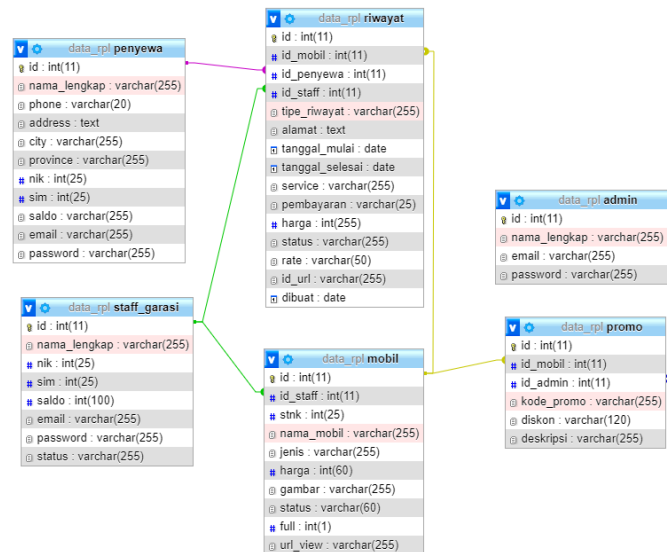 data_rpl penyewa
id : int(11)
nama_lengkap : varchar(255)
phone : varchar(20)
address : text
city : varchar(255)
province : varchar(255)
nik : int(25)
sim : int(25)
saldo : varchar(255)
email : varchar(255)
password : varchar(255)
data_rpl staff_garasi
id : int(11)
nama_lengkap : varchar(255)
nik : int(25)
sim : int(25)
saldo : int(100)
email : varchar(255)
password : varchar(255)
status : varchar(255)
data_rpl riwayat
id : int(11)
id_mobil : int(11)
id_penyewa : int(11)
id_staff : int(11)
tipe_riwayat : varchar(255)
alamat : text
tanggal_mulai : date
tanggal_selesai : date
service : varchar(255)
pembayaran : varchar(25)
harga : int(255)
status : varchar(255)
rate : varchar(50)
id_url : varchar(255)
dibuat : date
data_rpl mobil
id : int(11)
id_staff : int(11)
stnk : int(25)
nama_mobil : varchar(255)
jenis : varchar(255)
harga : int(60)
gambar : varchar(255)
status : varchar(60)
full : int(1)
url_view : varchar(255)
data_rpl admin
id : int(11)
nama_lengkap : varchar(255)
email : varchar(255)
password : varchar(255)
data_rpl promo
id : int(11)
id_mobil : int(11)
id_admin : int(11)
kode_promo : varchar(255)
diskon : varchar(120)
deskripsi : varchar(255)